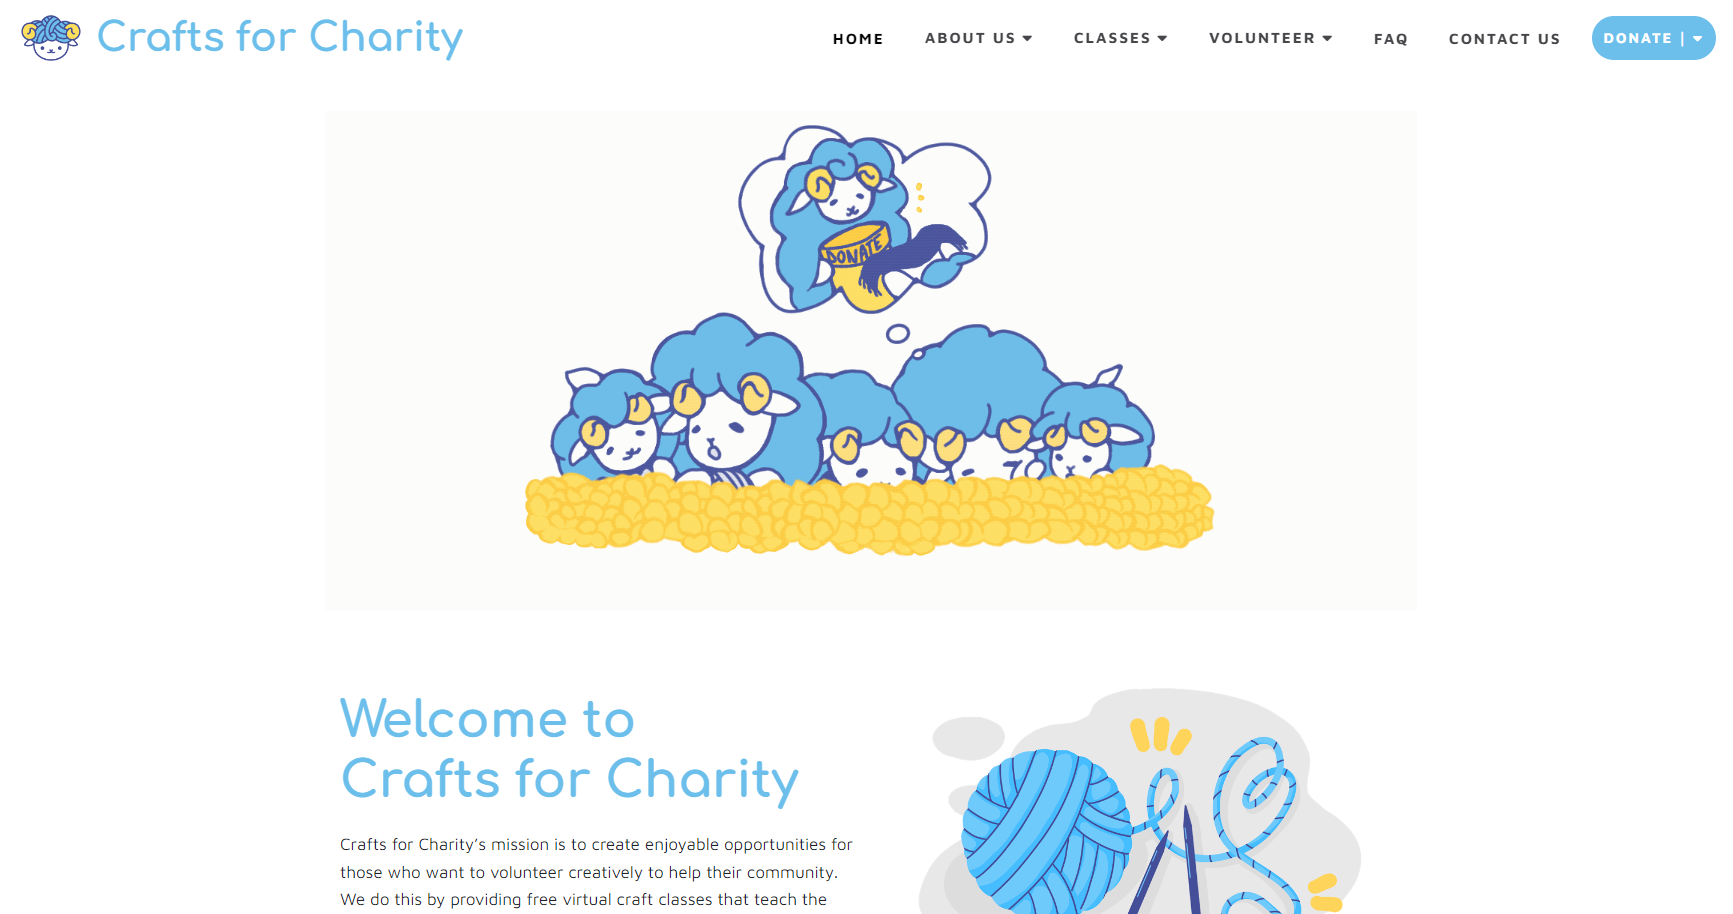 Crafts for Charity
HOME ABOUT US CLASSES VOLUNTEER FAQ CONTACT US DONATE |
DONATE
Welcome to
Crafts for Charity
Crafts for Charity’s mission is to create enjoyable opportunities for
those who want to volunteer creatively to help their community.
We do this by providing free virtual craft classes that teach the